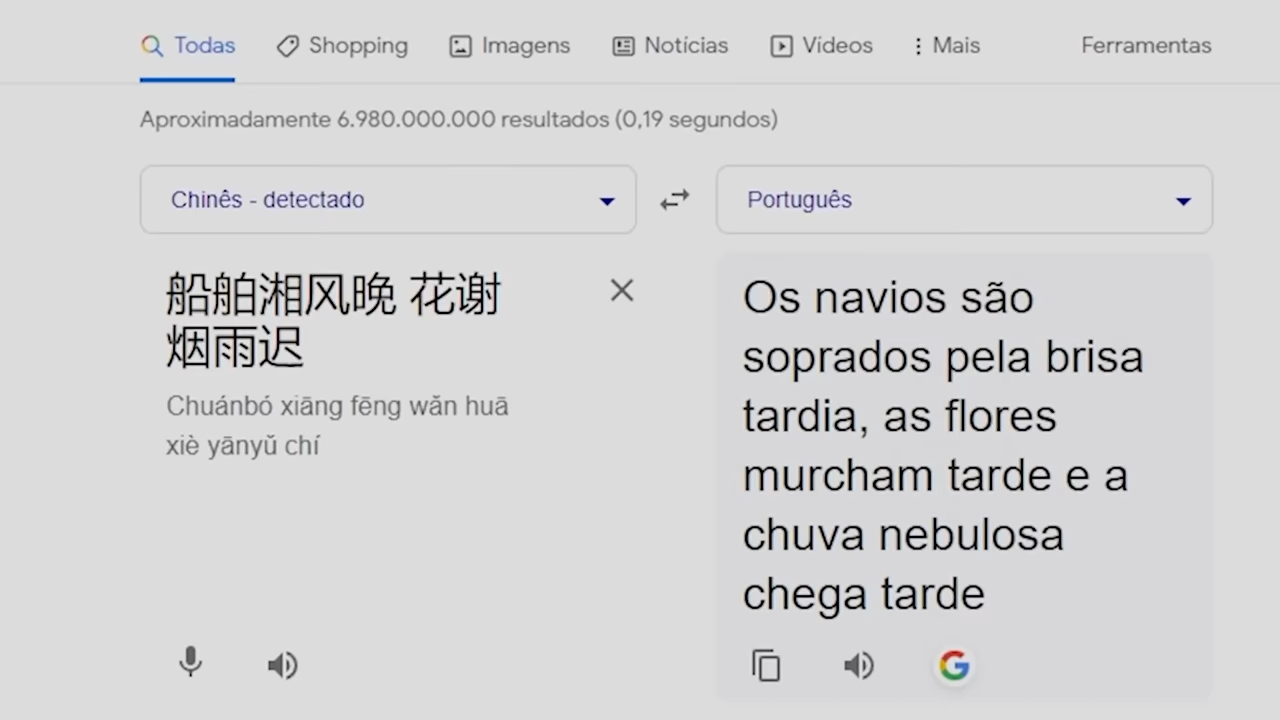 Todas Shopping Imagens Notícias Vídeos Mais Ferramentas
Aproximadamente 6.980.000.000 resultados (0,19 segundos)
Chinês - detectado
Português
船舶湘风晚 花谢
烟雨迟
Chuánbó xiāng fēng wǎn huā
xiè yānyǔ chí
Os navios são
soprados pela brisa
tardia, as flores
murcham tarde e a
chuva nebulosa
chega tarde